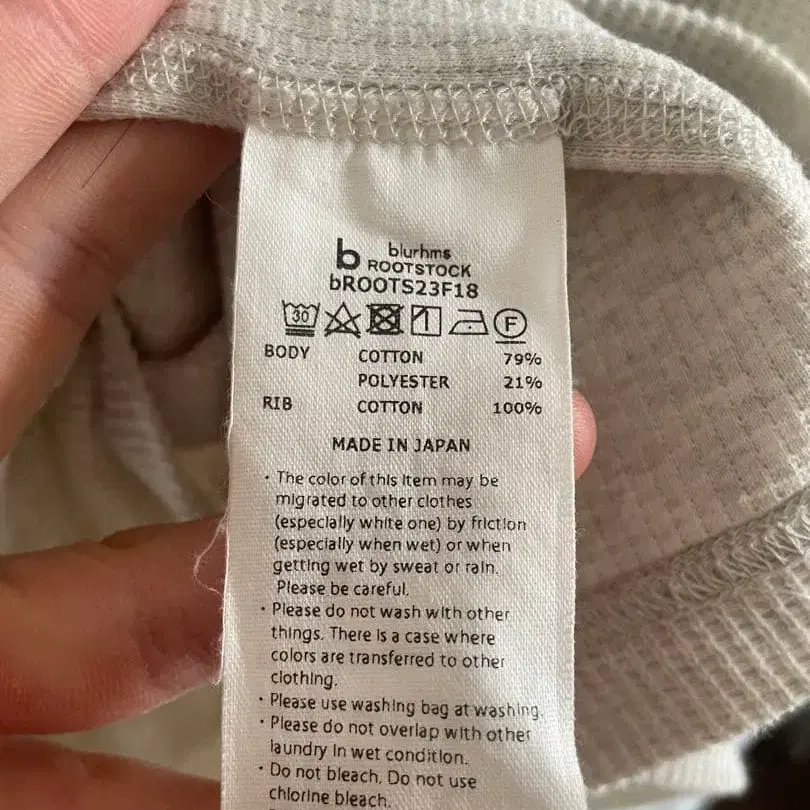 b blurhms
ROOTSTOCK
bROOTS23F18
30 F
BODY COTTON 79%
POLYESTER 21%
RIB COTTON 100%
MADE IN JAPAN
· The color of this item may be
migrated to other clothes
(especially white one) by friction
(especially when wet) or when
getting wet by sweat or rain.
Please be careful.
· Please do not wash with other
things. There is a case where
colors are transferred to other
clothing.
· Please use washing bag at washing.
· Please do not overlap with other
laundry in wet condition.
· Do not bleach. Do not use
chlorine bleach.